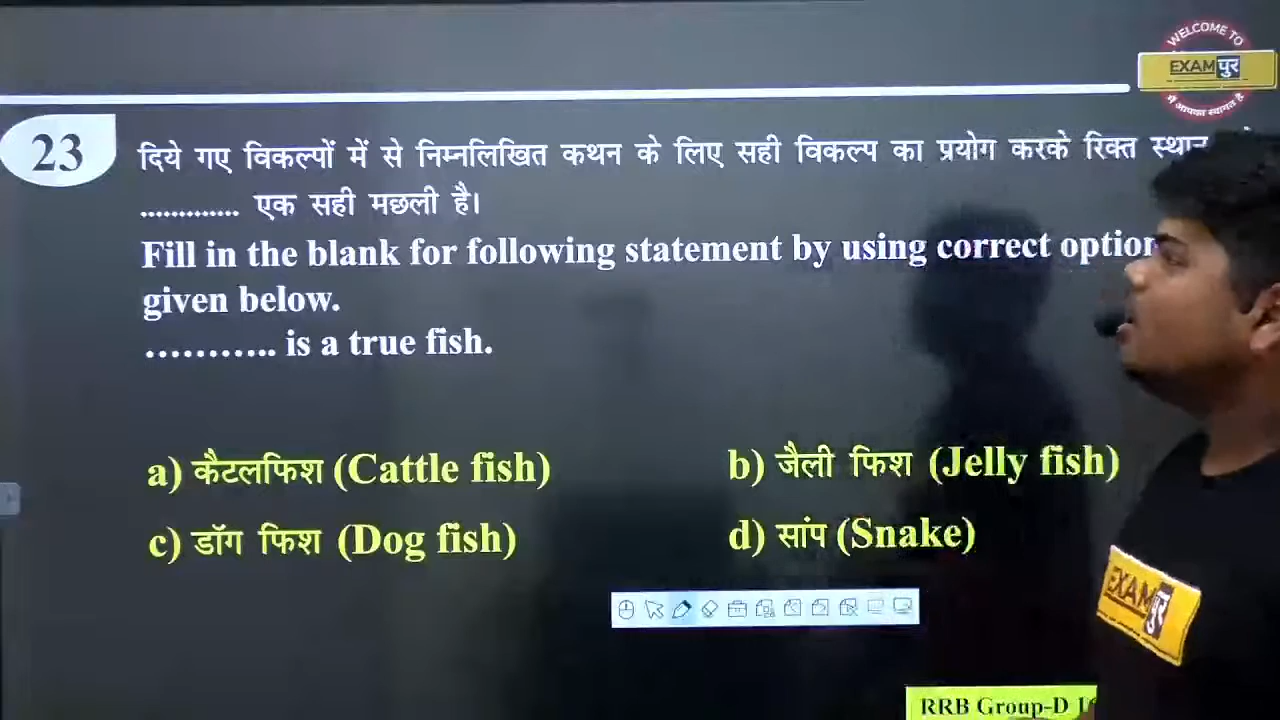 WELCOME TO
EXAMपुर
में आपका स्वागत है
23
दिये गए विकल्पों में से निम्नलिखित कथन के लिए सही विकल्प का प्रयोग करके रिक्त स्थान
.............. एक सही मछली है।
Fill in the blank for following statement by using correct option
given below.
……….. is a true fish.
a) कैटलफिश (Cattle fish)
b) जैली फिश (Jelly fish)
c) डॉग फिश (Dog fish)
d) सांप (Snake)
EXAMपुर
RRB Group-D